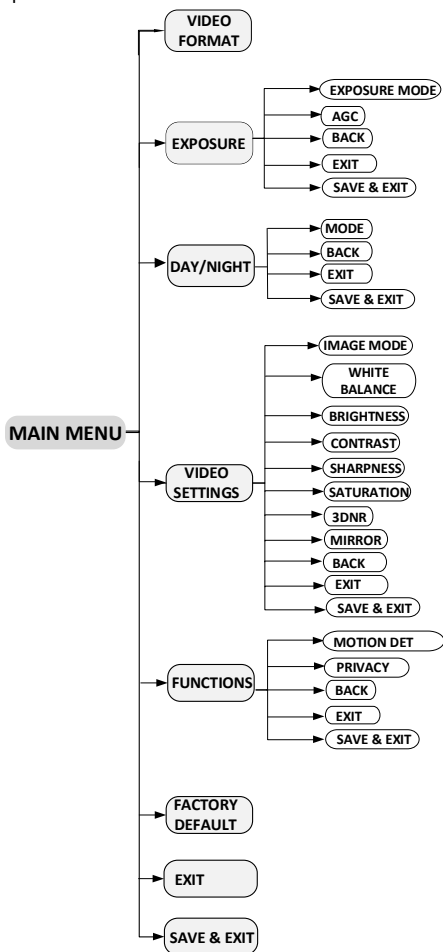 VIDEO
FORMAT
EXPOSURE MODE
AGC
EXPOSURE
BACK
EXIT
SAVE & EXIT
MODE
DAY/NIGHT
BACK
EXIT
SAVE & EXIT
IMAGE MODE
WHITE
BALANCE
BRIGHTNESS
MAIN MENU
CONTRAST
VIDEO
SETTINGS
SHARPNESS
SATURATION
3DNR
MIRROR
BACK
EXIT
SAVE & EXIT
MOTION DET
PRIVACY
FUNCTIONS
BACK
EXIT
SAVE & EXIT
FACTORY
DEFAULT
EXIT
SAVE & EXIT